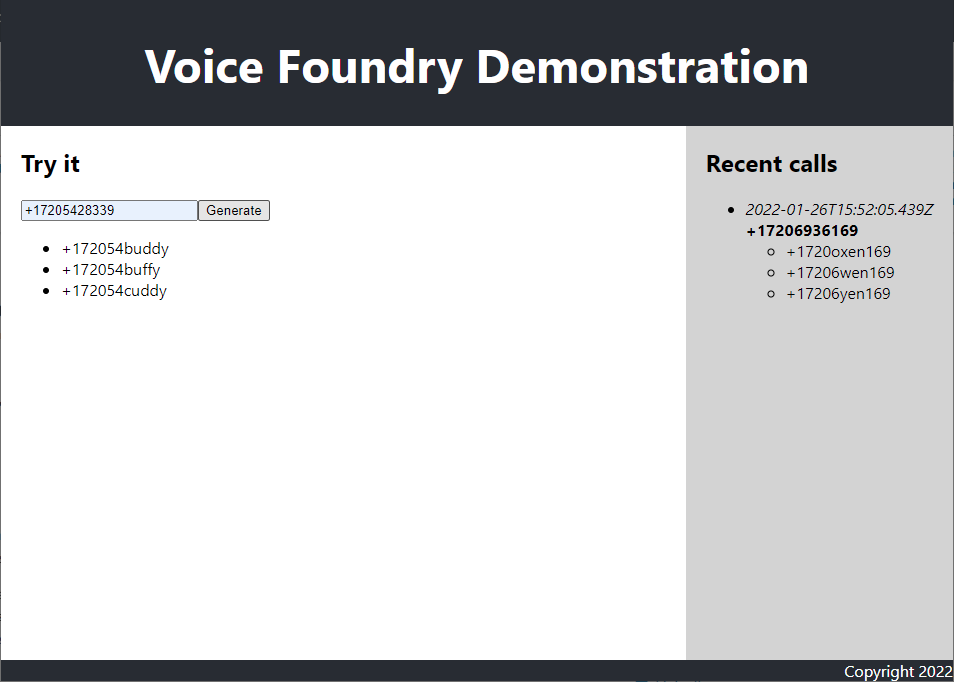 Voice Foundry Demonstration
Try it
+17205428339 Generate
+172054buddy
+172054buffy
+172054cuddy
Recent calls
2022-01-26T15:52:05.439Z
+17206936169
+1720oxen169
+17206wen169
+17206yen169
Copyright 2022